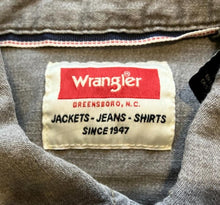 Wrangler
GREENSBORO, N.C.
JACKETS - JEANS - SHIRTS
SINCE 1947